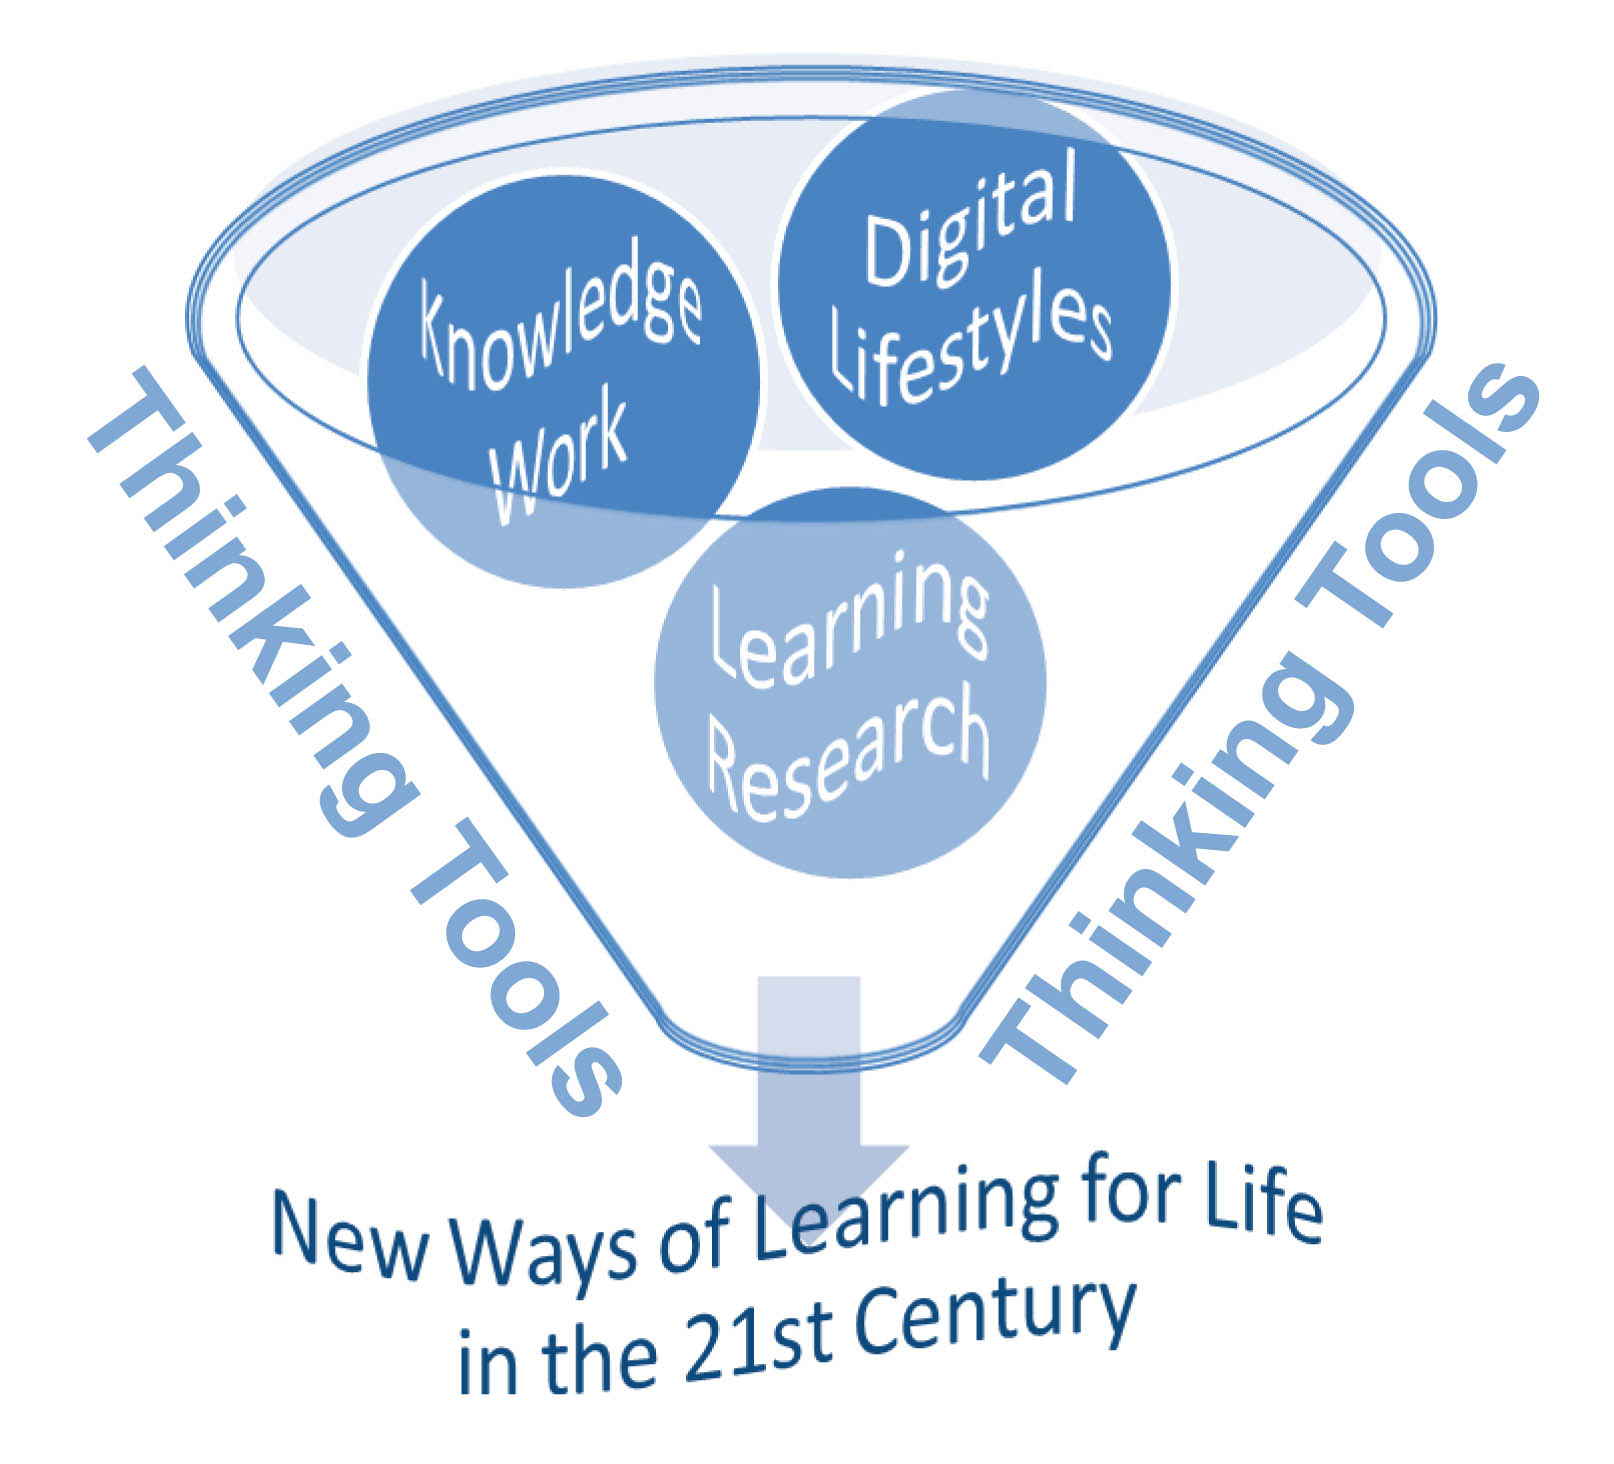 Digital
Lifestyles
Knowledge
Work
Learning
Research
Thinking Tools
Thinking Tools
New Ways of Learning for Life
in the 21st Century